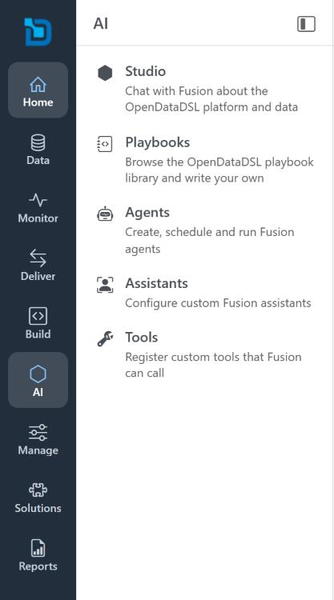 AI
Studio
Chat with Fusion about the
OpenDataDSL platform and data
Playbooks
Browse the OpenDataDSL playbook
library and write your own
Agents
Create, schedule and run Fusion
agents
Assistants
Configure custom Fusion assistants
Tools
Register custom tools that Fusion
can call
Home
Data
Monitor
Deliver
Build
AI
Manage
Solutions
Reports